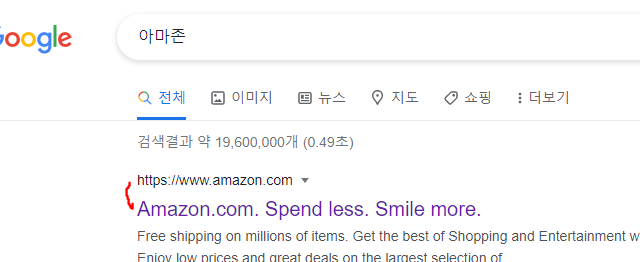 Google
아마존
전체 이미지 뉴스 지도 쇼핑 더보기
검색결과 약 19,600,000개 (0.49초)
https://www.amazon.com
Amazon.com. Spend less. Smile more.
Free shipping on millions of items. Get the best of Shopping and Entertainment w
Enjoy low prices and great deals on the largest selection of